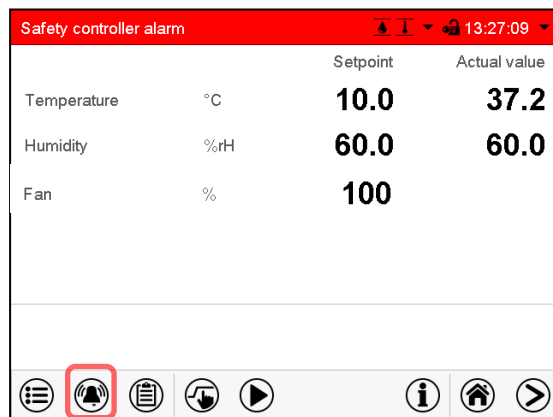 Safety controller alarm 13:27:09
Setpoint Actual value
Temperature °C 10.0 37.2
Humidity %rH 60.0 60.0
Fan % 100